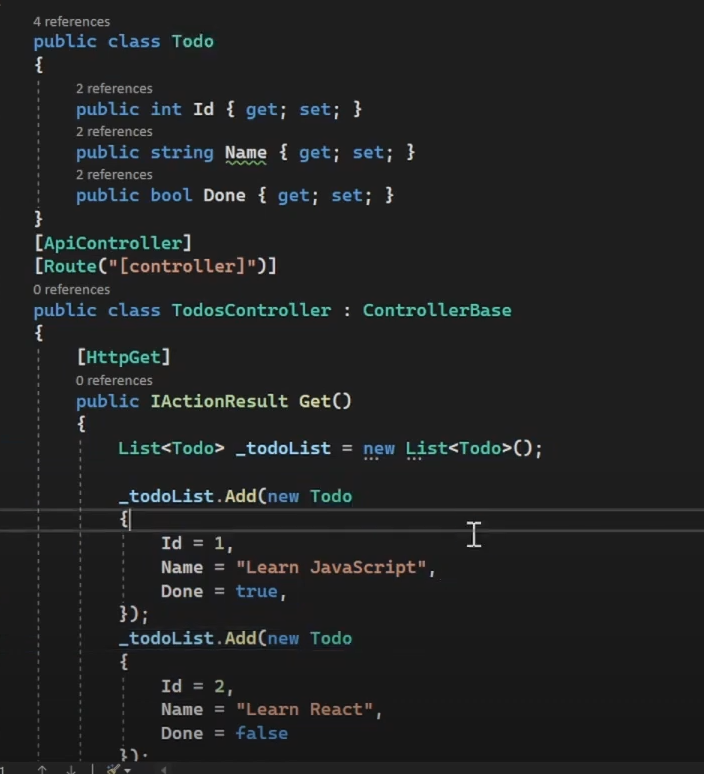 4 references
public class Todo
{
2 references
public int Id { get; set; }
2 references
public string Name { get; set; }
2 references
public bool Done { get; set; }
}
[ApiController]
[Route("[controller]")]
0 references
public class TodosController : ControllerBase
{
[HttpGet]
0 references
public IActionResult Get()
{
List<Todo> _todoList = new List<Todo>();
_todoList.Add(new Todo
{
Id = 1,
Name = "Learn JavaScript",
Done = true,
});
_todoList.Add(new Todo
{
Id = 2,
Name = "Learn React",
Done = false
});